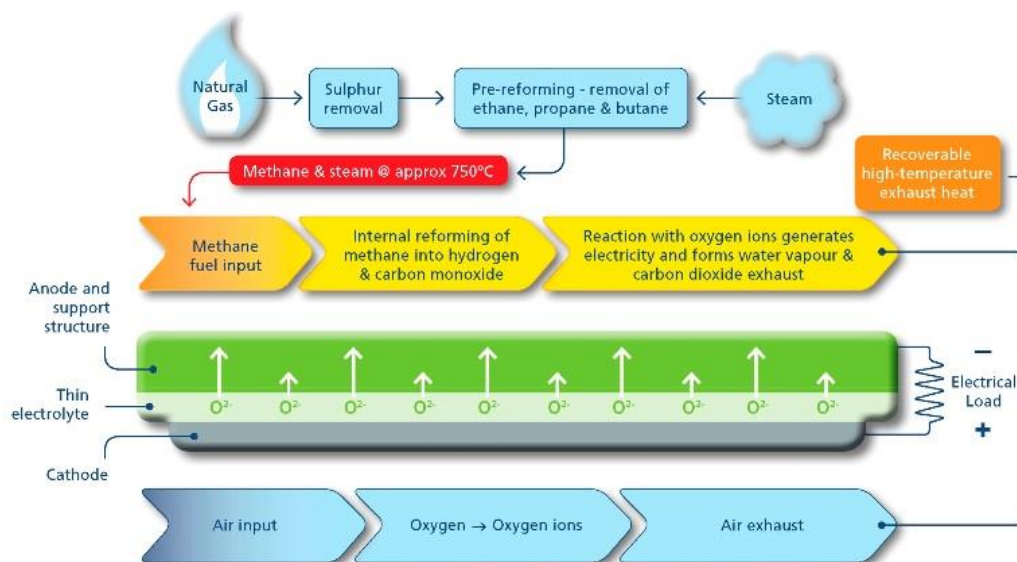 Natural
Gas
Sulphur
removal
Pre-reforming - removal of
ethane, propane & butane
Steam
Methane & steam @ approx 750ºC
Recoverable
high-temperature
exhaust heat
Methane
fuel input
Internal reforming of
methane into hydrogen
& carbon monoxide
Reaction with oxygen ions generates
electricity and forms water vapour &
carbon dioxide exhaust
Anode and
support
structure
Thin
electrolyte
Cathode
O²⁻ O²⁻ O²⁻ O²⁻ O²⁻ O²⁻ O²⁻ O²⁻ O²⁻ O²⁻
–
Electrical
Load
+
Air input
Oxygen → Oxygen ions
Air exhaust